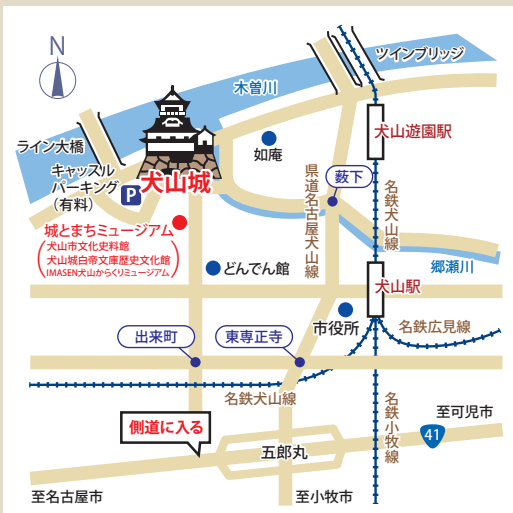 N
ツインブリッジ
木曽川
ライン大橋
キャッスル
パーキング
(有料)
P
犬山城
如庵
犬山遊園駅
県道名古屋犬山線
薮下
名鉄犬山線
城とまちミュージアム
犬山市文化史料館
犬山城白帝文庫歴史文化館
IMASEN犬山からくりミュージアム
どんでん館
郷瀬川
犬山駅
市役所
名鉄広見線
出来町
東専正寺
名鉄犬山線
名鉄小牧線
側道に入る
五郎丸
至可児市
41
至名古屋市
至小牧市